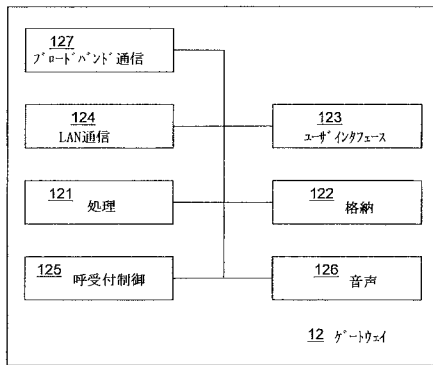 127
ブロードバンド通信
124
LAN通信
123
ユーザインタフェース
121
処理
122
格納
125
呼受付制御
126
音声
12 ゲートウェイ